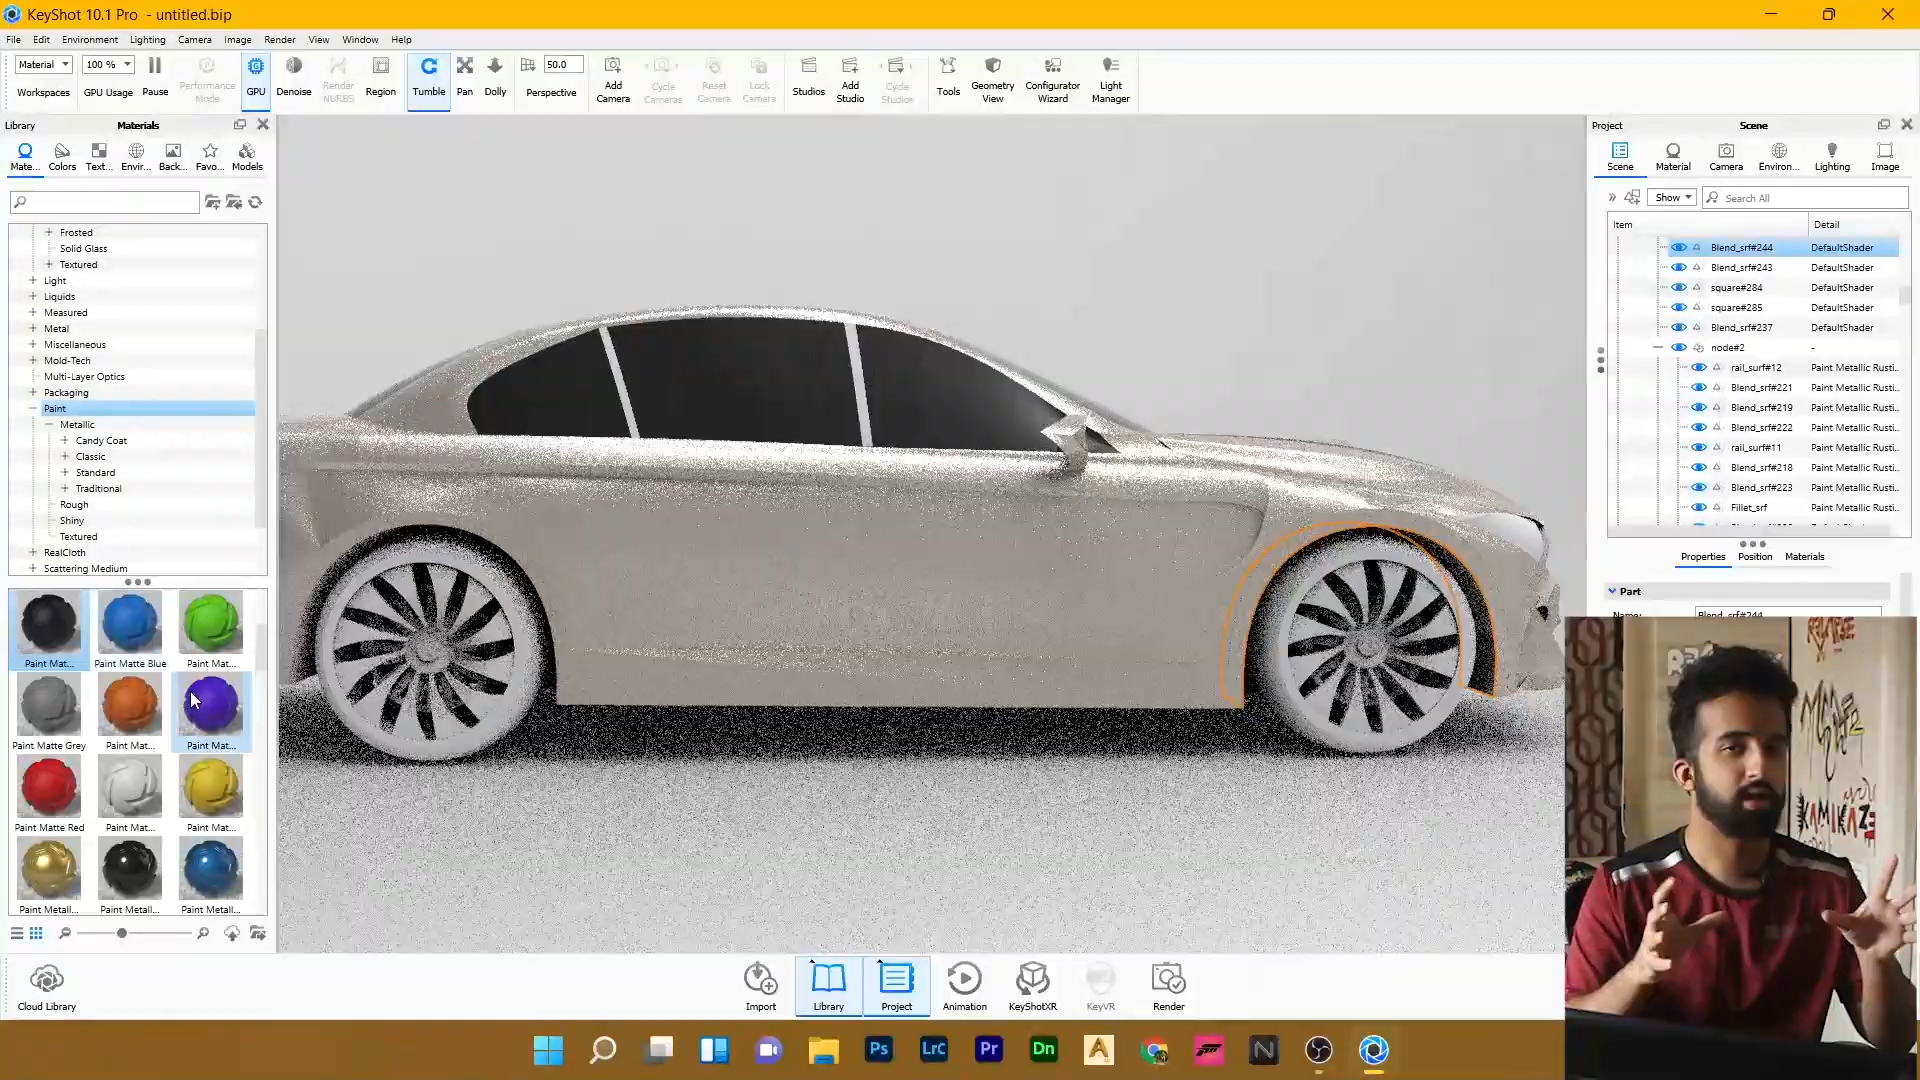 KeyShot 10.1 Pro - untitled.bip
File Edit Environment Lighting Camera Image Render View Window Help
Material 100 % 50.0
Workspaces GPU Usage Pause Performance Mode GPU Denoise Render NURBS Region Tumble Pan Dolly Perspective Add Camera Cycle Cameras Reset Camera Lock Camera Studios Add Studio Cycle Studios Tools Geometry View Configurator Wizard Light Manager
Library Materials
Mate... Colors Text... Envir... Back... Favo... Models
Frosted
Solid Glass
Textured
Light
Liquids
Measured
Metal
Miscellaneous
Mold-Tech
Multi-Layer Optics
Packaging
Paint
Metallic
Candy Coat
Classic
Standard
Traditional
Rough
Shiny
Textured
RealCloth
Scattering Medium
Paint Mat... Paint Matte Blue Paint Mat...
Paint Matte Grey Paint Mat... Paint Mat...
Paint Matte Red Paint Mat... Paint Mat...
Paint Metall... Paint Metall... Paint Metall...
Cloud Library
Project Scene
Scene Material Camera Environ... Lighting Image
Show Search All
Item Detail
Blend_srf#244 DefaultShader
Blend_srf#243 DefaultShader
square#284 DefaultShader
square#285 DefaultShader
Blend_srf#237 DefaultShader
node#2 -
rail_surf#12 Paint Metallic Rusti...
Blend_srf#221 Paint Metallic Rusti...
Blend_srf#219 Paint Metallic Rusti...
Blend_srf#222 Paint Metallic Rusti...
rail_surf#11 Paint Metallic Rusti...
Blend_srf#218 Paint Metallic Rusti...
Blend_srf#223 Paint Metallic Rusti...
Fillet_srf Paint Metallic Rusti...
Properties Position Materials
Part
Name: Blend_srf#244
KAMIKAZE
Import Library Project Animation KeyShotXR KeyVR Render
Ps LrC Pr Dn A N